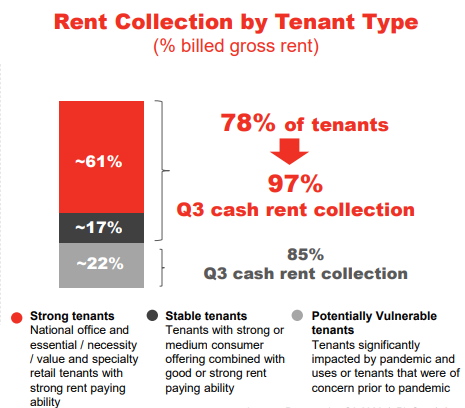 Rent Collection by Tenant Type
(% billed gross rent)
~61%
~17%
~22%
78% of tenants
97%
Q3 cash rent collection
85%
Q3 cash rent collection
Strong tenants
National office and
essential / necessity
/ value and specialty
retail tenants with
strong rent paying
ability
Stable tenants
Tenants with strong or
medium consumer
offering combined with
good or strong rent
paying ability
Potentially Vulnerable
tenants
Tenants significantly
impacted by pandemic and
uses or tenants that were of
concern prior to pandemic